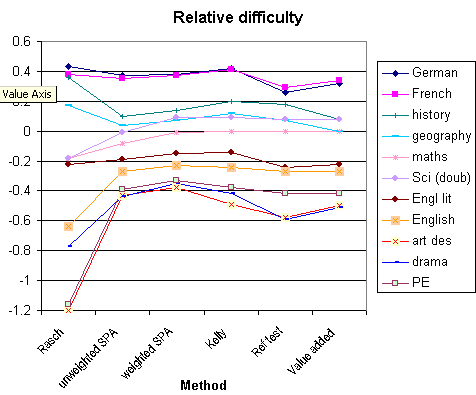 Relative difficulty
0.6
0.4
Value Axis
0.2
0
-0.2
-0.4
-0.6
-0.8
-1
-1.2
Rasch
unweighted SPA
weighted SPA
Kelly
Ref test
Value added
Method
German
French
history
geography
maths
Sci (doub)
Engl lit
English
art des
drama
PE